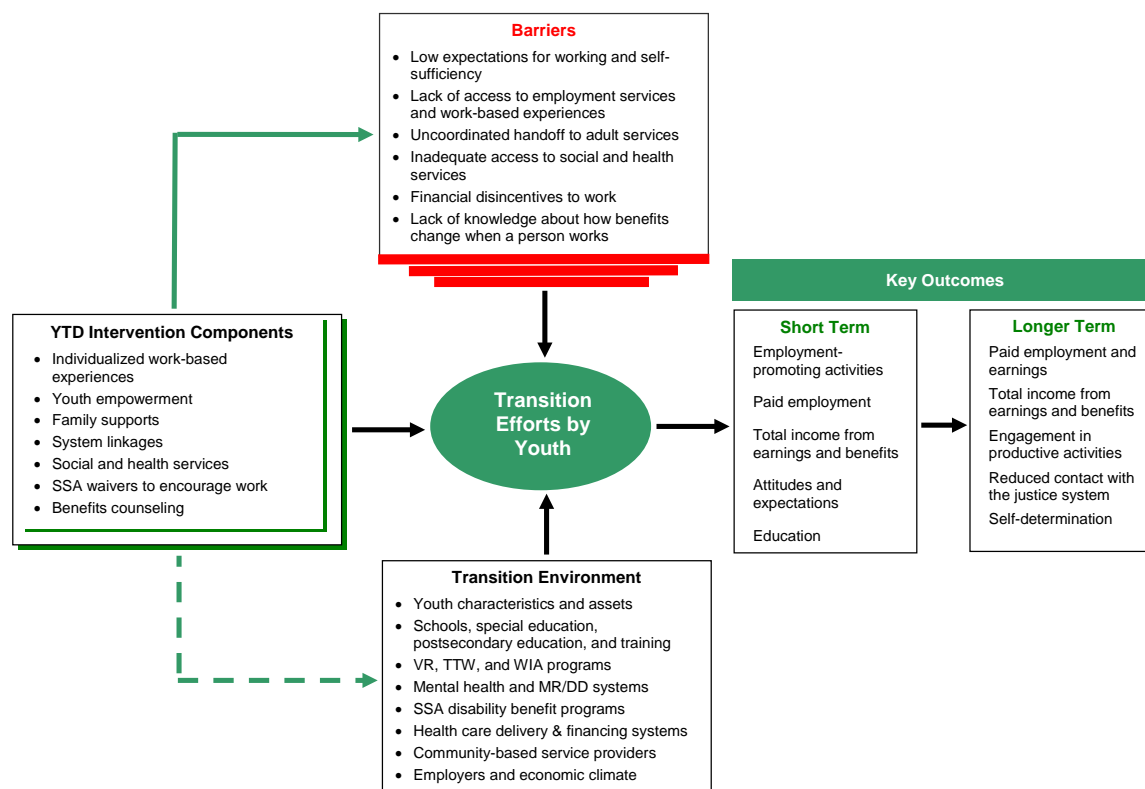 Barriers
• Low expectations for working and self-
sufficiency
• Lack of access to employment services
and work-based experiences
• Uncoordinated handoff to adult services
• Inadequate access to social and health
services
• Financial disincentives to work
• Lack of knowledge about how benefits
change when a person works
YTD Intervention Components
• Individualized work-based
experiences
• Youth empowerment
• Family supports
• System linkages
• Social and health services
• SSA waivers to encourage work
• Benefits counseling
Transition
Efforts by
Youth
Key Outcomes
Short Term
Employment-
promoting activities
Paid employment
Total income from
earnings and benefits
Attitudes and
expectations
Education
Longer Term
Paid employment and
earnings
Total income from
earnings and benefits
Engagement in
productive activities
Reduced contact with
the justice system
Self-determination
Transition Environment
• Youth characteristics and assets
• Schools, special education,
postsecondary education, and training
• VR, TTW, and WIA programs
• Mental health and MR/DD systems
• SSA disability benefit programs
• Health care delivery & financing systems
• Community-based service providers
• Employers and economic climate